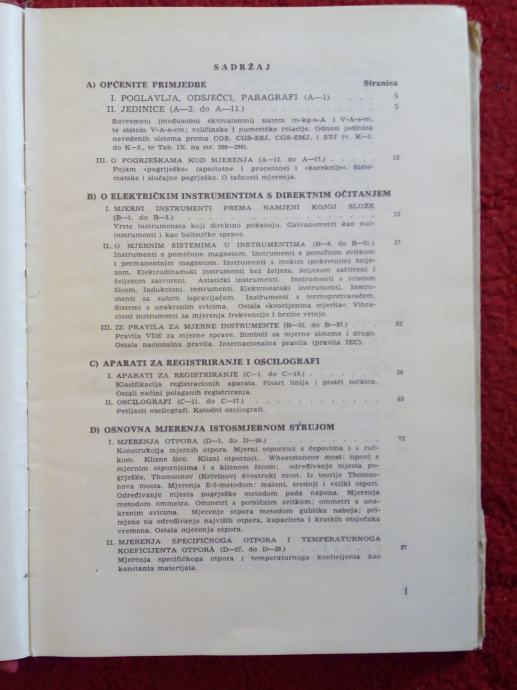 SADRŽAJ
A) OPĆENITE PRIMJEDBE Stranica
I. POGLAVLJA, ODSJEČCI, PARAGRAFI (A—1) . . . . 5
II. JEDINICE (A—2. do A—11.) . . . . . . . 5
Suvremeni (međusobno ekvivalentni) sistem m-kg-s-A i V-A-s-m,
te sistem V-A-s-cm; veličinske i numeričke relacije. Odnosi jedinica
navedenih sistema prema CGS, CGS-ESJ, CGS-EMJ, i STJ (v. K—1.
do K—3., te Tab. IX. na str. 290—291).
III. O POGREŠKAMA KOD MJERENJA (A—12. do A—17.) . . . .
Pojam »pogreške« (apsolutne i procentne) i »korekcije«. Siste-
matske i slučajne pogreške. O tačnosti mjerenja.
B) O ELEKTRIČKIM INSTRUMENTIMA S DIREKTNIM OČITANJEM
I. MJERNI INSTRUMENTI PREMA NAMJENI KOJOJ SLUŽE
(B—1. do B—5.) . . . . . . . . . 15
Vrste instrumenata koji direktno pokazuju. Galvanometri kao nul-
instrumenti i kao balističke sprave.
II. O MJERNIM SISTEMIMA U INSTRUMENTIMA (B—6. do B—51.) 17
Instrumenti s pomičnim magnetom. Instrumenti s pomičnim svitkom
i permanentnim magnetom. Instrumenti s mekim (pokretnim) želje-
zom. Elektrodinamski instrumenti bez željeza, željezom zaštićeni i
željezom zatvoreni. Astatički instrumenti. Instrumenti s vrućom
žicom, Indukcioni instrumenti. Elektrostatski instrumenti. Instru-
menti sa suhim ispravljačem. Instrumenti s termopretvaračem.
Sistemi s unakrsnim svicima. Ostala »kvocijentna mjerila«. Vibra-
cioni instrumenti za mjerenja frekvencije i brzine vrtnje.
III. IZ PRAVILA ZA MJERNE INSTRUMENTE (B—52. do B—57.) . . 52
Pravila VDE za mjerne sprave. Simboli za mjerne sisteme i drugo.
Ostala nacionalna pravila. Internacionalna pravila (pravila IEC).
C) APARATI ZA REGISTRIRANJE I OSCILOGRAFI
I. APARATI ZA REGISTRIRANJE (C—1. do C—10.) . . . . . 58
Klasifikacija registracionih aparata. Pisari linija i pisari točkica.
Ostali načini polaganih registriranja.
II. OSCILOGRAFI (C—11. do C—17.) . . . . . . .
Petljasti oscilografi. Katodni oscilografi.
D) OSNOVNA MJERENJA ISTOSMJERNOM STRUJOM
I. MJERENJA OTPORA (D—1. do D—26.) . . . . . . . 73
Konstrukcija mjernih otpora. Mjerni otpornici s čepovima i s ruč-
kom. Klizne žice. Klizni otpornici. Wheatstoneov most: tipovi s
mjernim otpornicima i s kliznom žicom; određivanje mjesta po-
grješke. Thomsonov (Kelvinov) dvostruki most. Iz teorije Thomso-
nova mosta. Mjerenja E-I-metodom: maleni, srednji i veliki otpori.
Određivanje mjesta pogrješke metodom pada napona. Mjerenja
metodom ommetra. Ommetri s pomičnim svitkom; ommetri s una-
krsnim svicima. Mjerenje otpora metodom gubitka naboja; pri-
mjene na određivanje najviših otpora, kapaciteta i kratkih otsječaka
vremena. Ostala mjerenja otpora.
II. MJERENJA SPECIFIČNOGA OTPORA I TEMPERATURNOGA
KOEFICIJENTA OTPORA (D—27. do D—29.) . . . . . . 97
Mjerenja specifičkoga otpora i temperaturnoga koeficijenta kao
konstanta materijala.
1